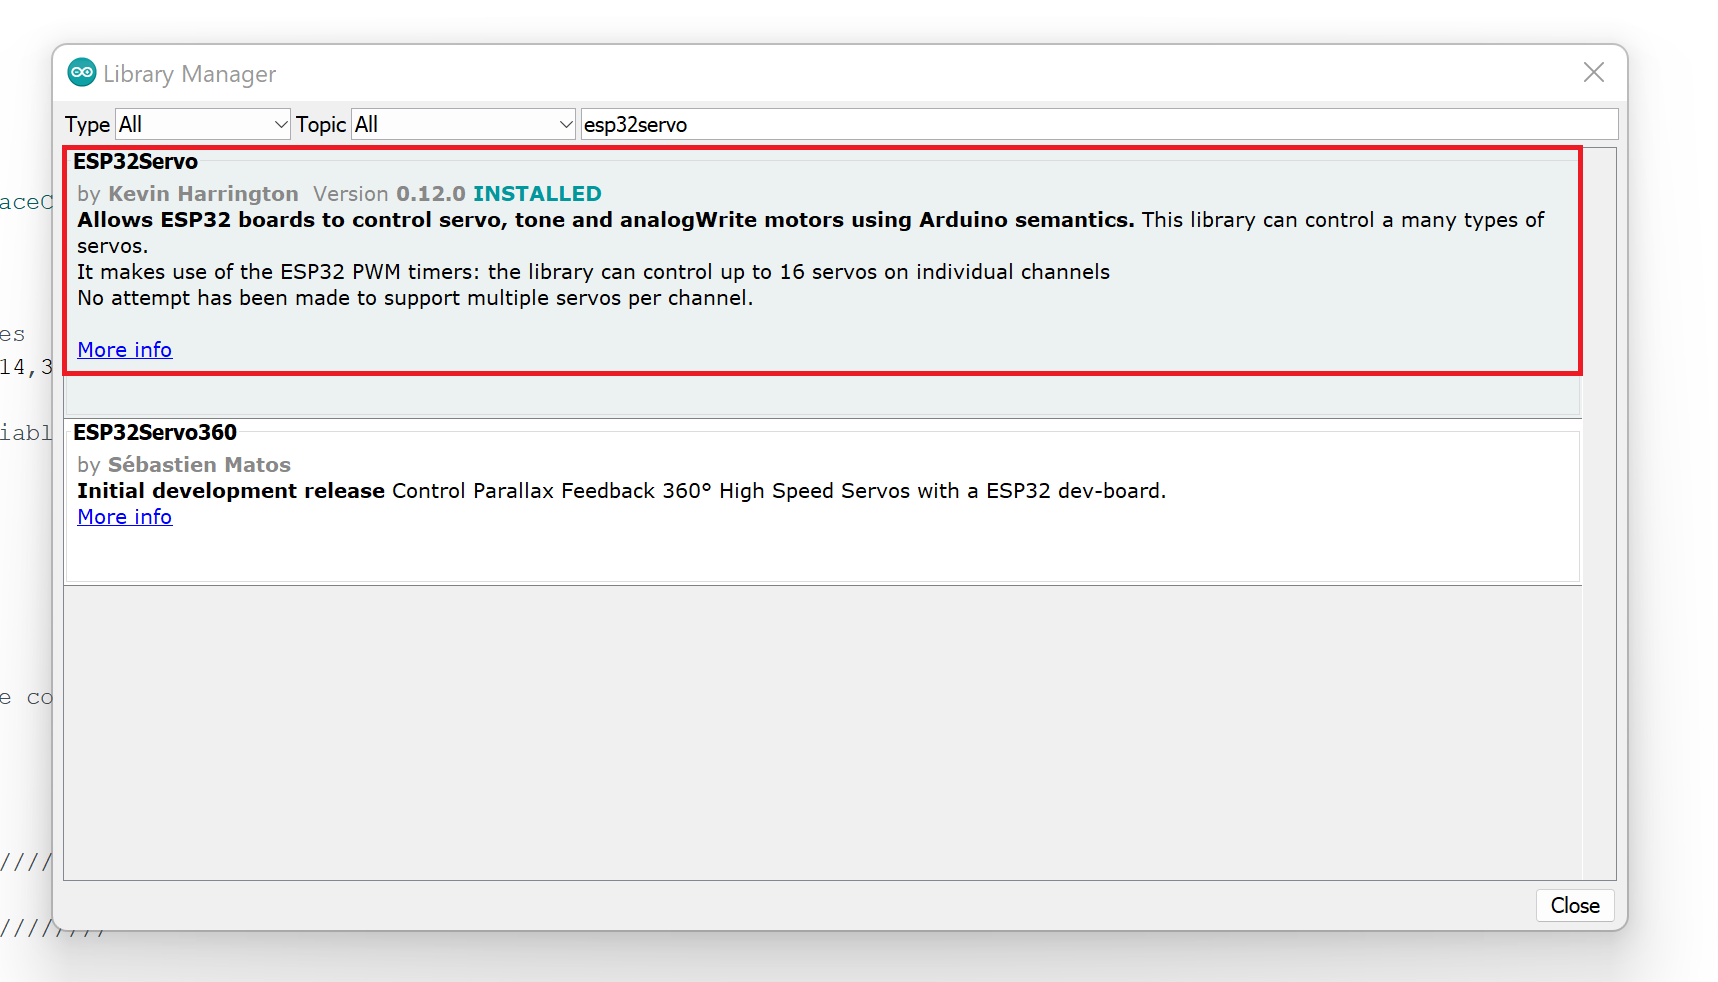 Library Manager
Type All Topic All esp32servo
ESP32Servo
by Kevin Harrington Version 0.12.0 INSTALLED
Allows ESP32 boards to control servo, tone and analogWrite motors using Arduino semantics. This library can control a many types of
servos.
It makes use of the ESP32 PWM timers: the library can control up to 16 servos on individual channels
No attempt has been made to support multiple servos per channel.
More info
ESP32Servo360
by Sébastien Matos
Initial development release Control Parallax Feedback 360° High Speed Servos with a ESP32 dev-board.
More info
Close
aceC
es
14,3
iabl
e co
////
////////